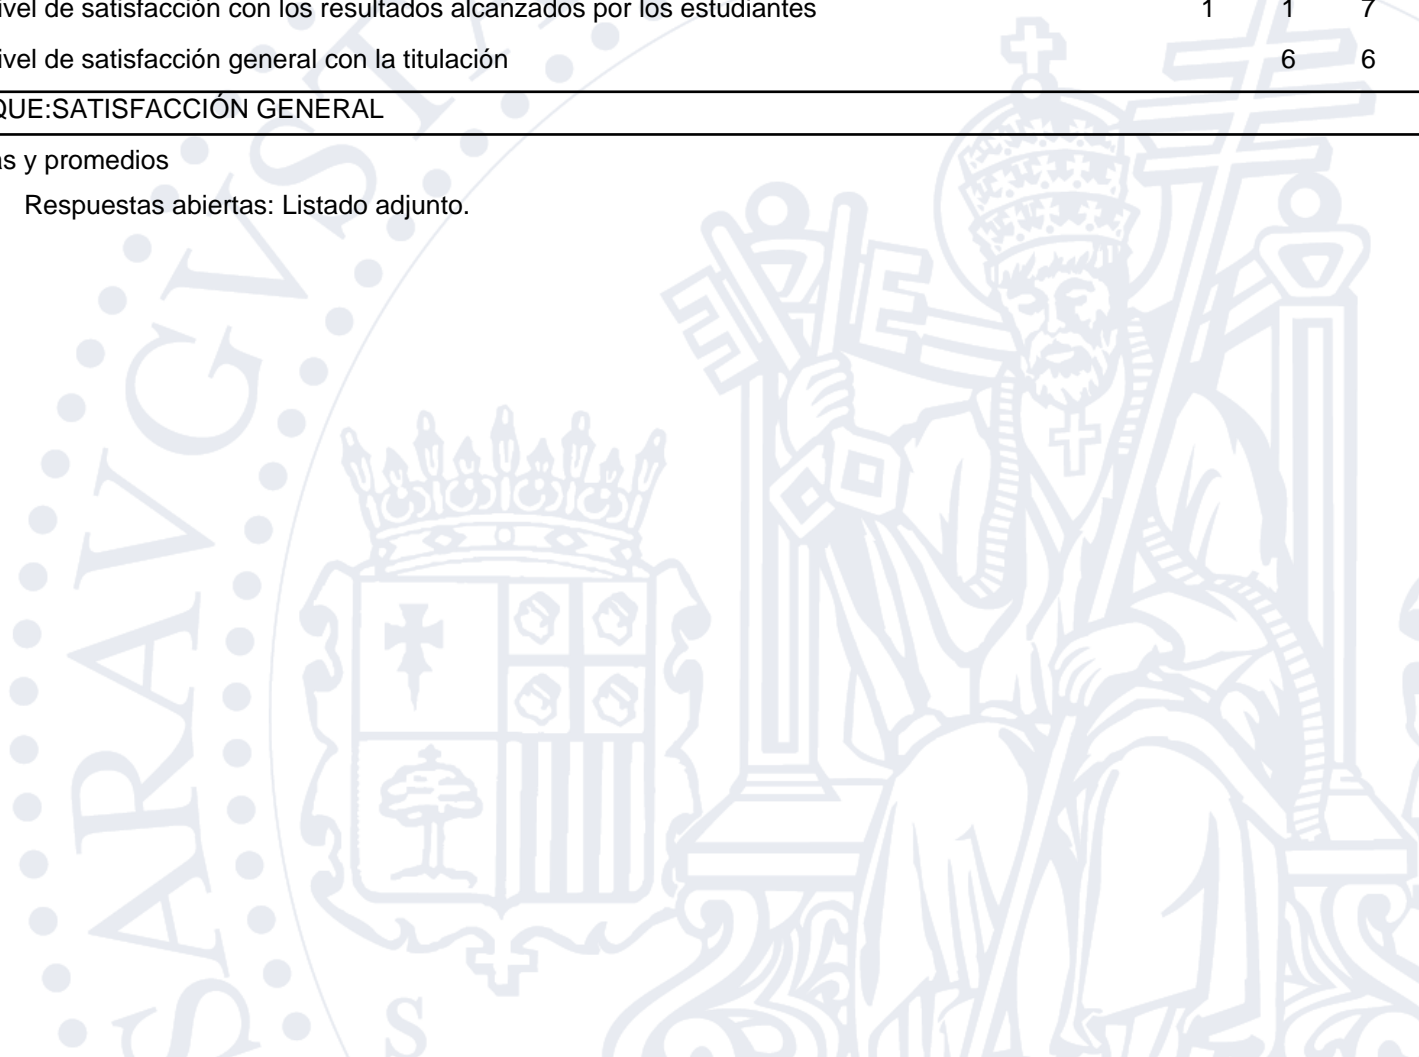 ivel de satisfacción con los resultados alcanzados por los estudiantes 1 1 7
ivel de satisfacción general con la titulación 6 6
QUE:SATISFACCIÓN GENERAL
as y promedios
Respuestas abiertas: Listado adjunto.
SARAVGVST
S